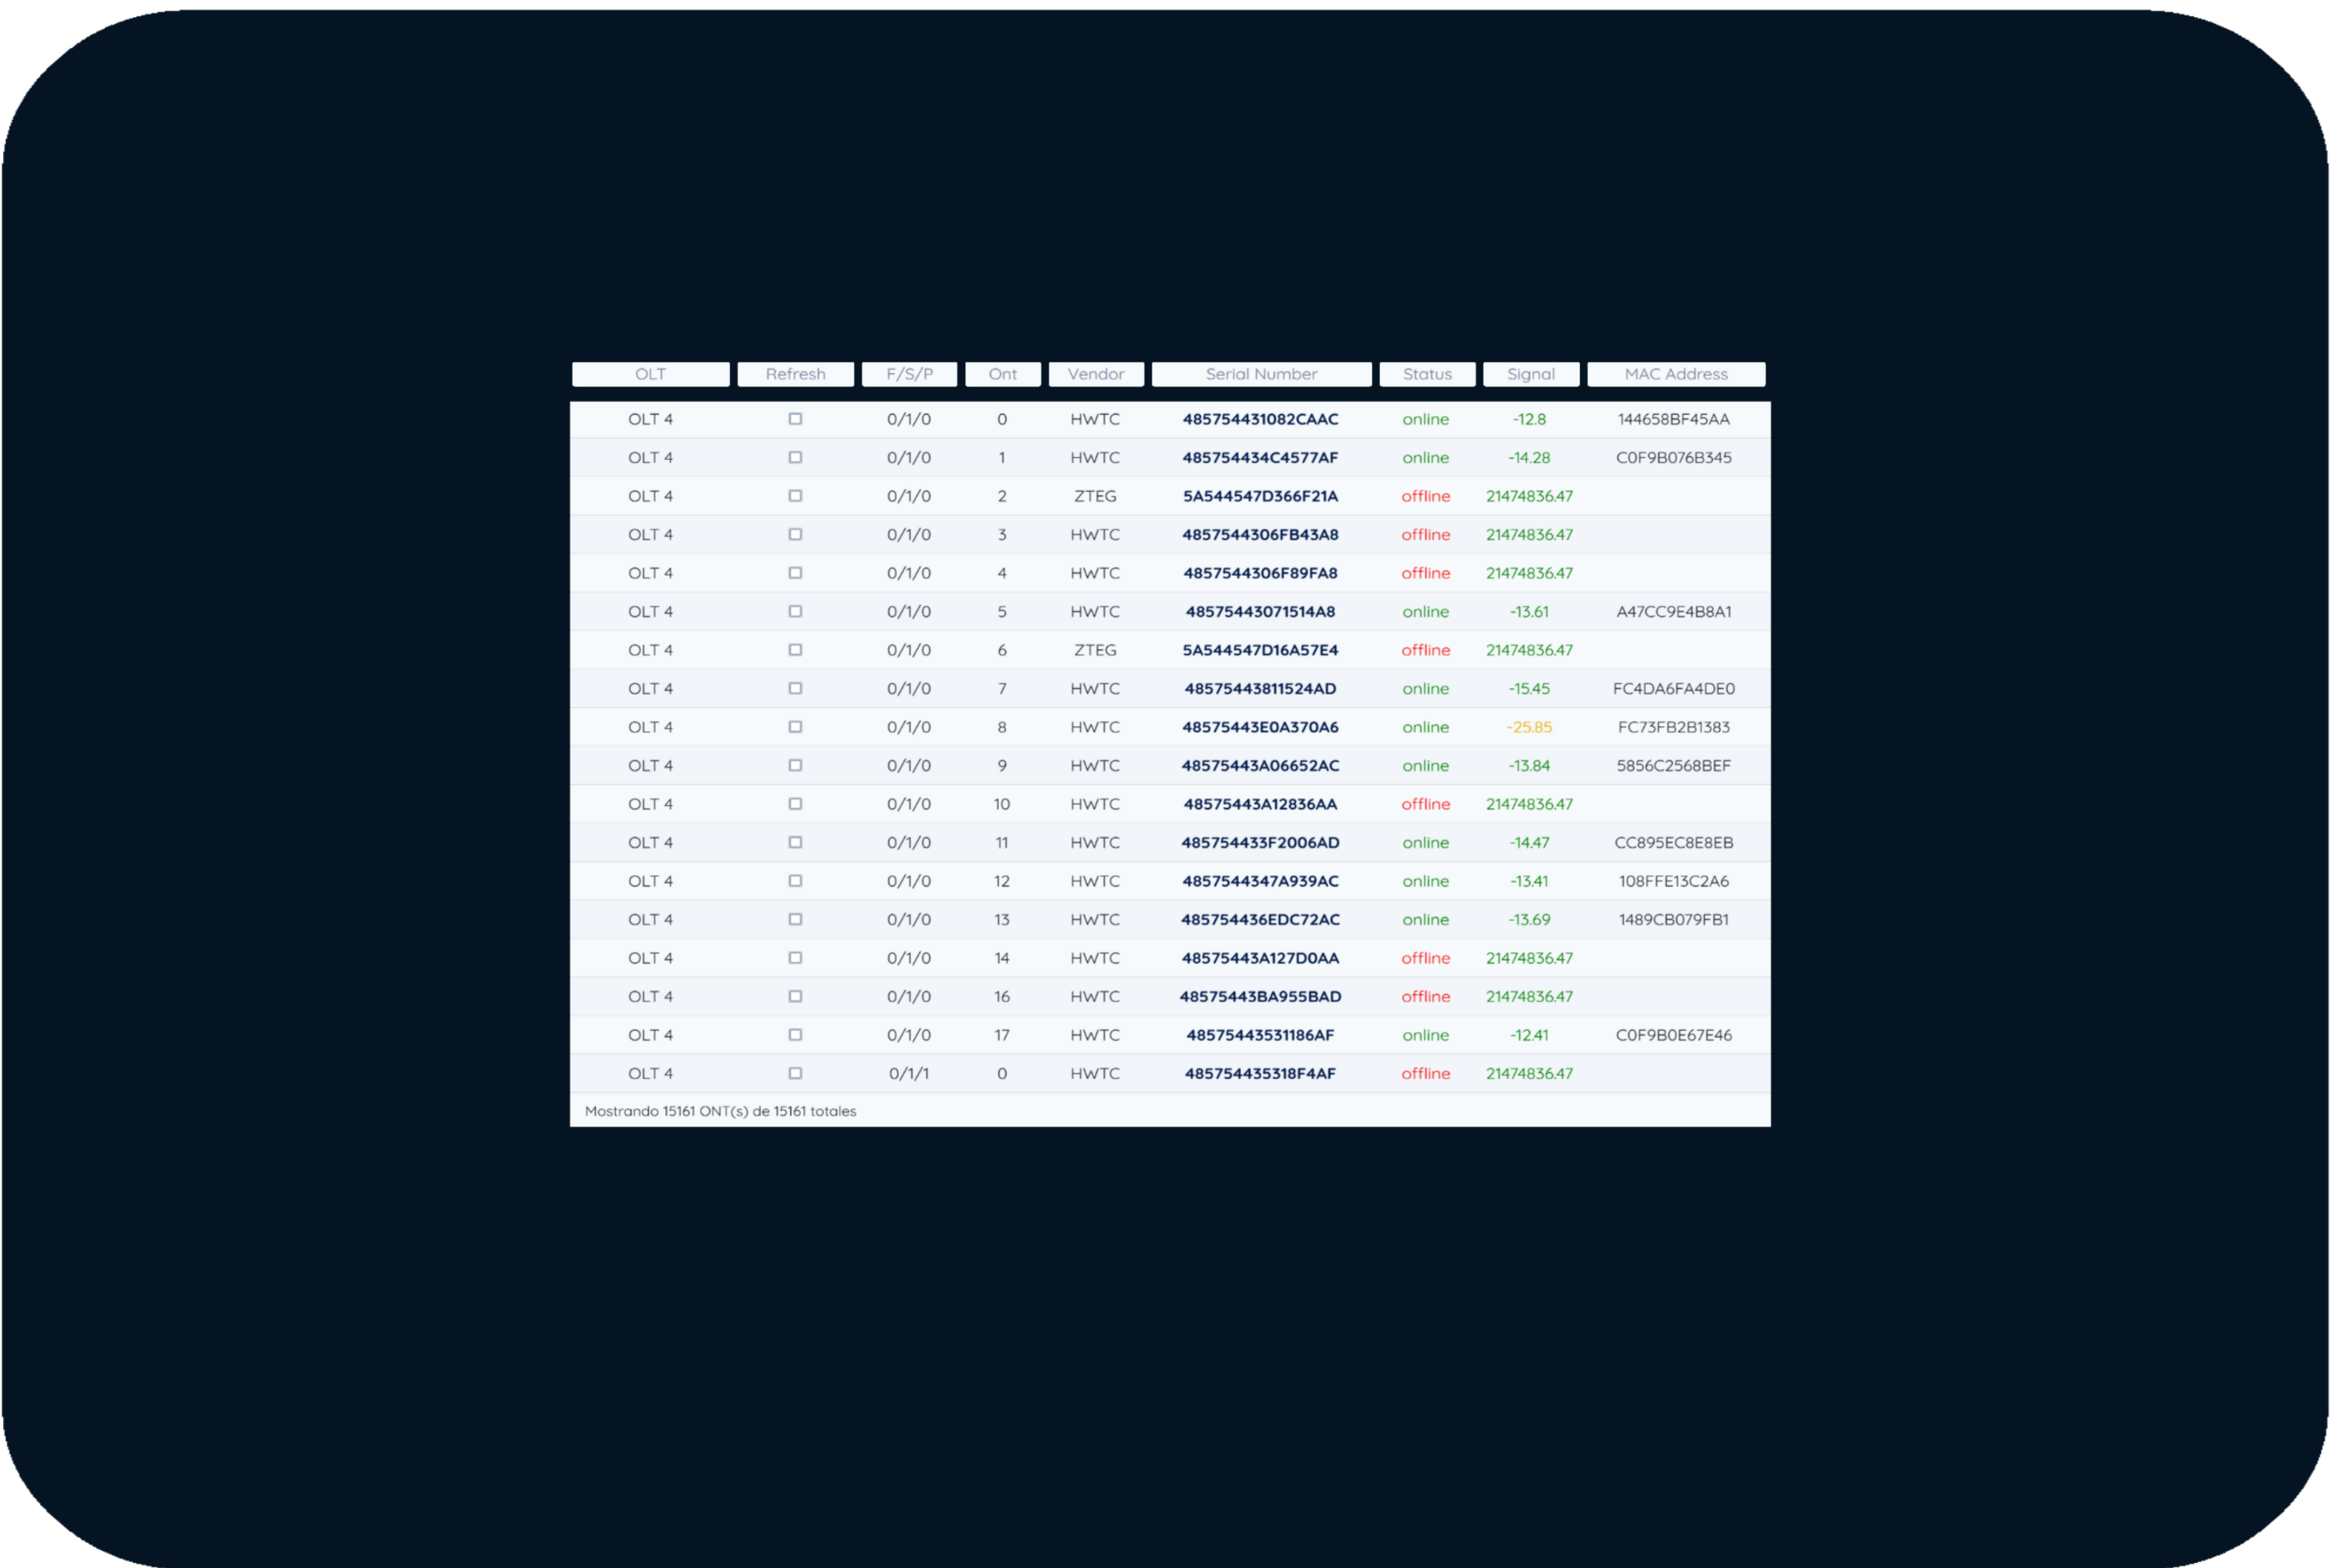 OLT Refresh F/S/P Ont Vendor Serial Number Status Signal MAC Address
OLT 4 0/1/0 0 HWTC 485754431082CAAC online -12.8 144658BF45AA
OLT 4 0/1/0 1 HWTC 485754434C4577AF online -14.28 C0F9B076B345
OLT 4 0/1/0 2 ZTEG 5A544547D366F21A offline 21474836.47
OLT 4 0/1/0 3 HWTC 4857544306FB43A8 offline 21474836.47
OLT 4 0/1/0 4 HWTC 4857544306F89FA8 offline 21474836.47
OLT 4 0/1/0 5 HWTC 48575443071514A8 online -13.61 A47CC9E4B8A1
OLT 4 0/1/0 6 ZTEG 5A544547D16A57E4 offline 21474836.47
OLT 4 0/1/0 7 HWTC 48575443811524AD online -15.45 FC4DA6FA4DE0
OLT 4 0/1/0 8 HWTC 48575443E0A370A6 online -25.85 FC73FB2B1383
OLT 4 0/1/0 9 HWTC 48575443A06652AC online -13.84 5856C2568BEF
OLT 4 0/1/0 10 HWTC 48575443A12836AA offline 21474836.47
OLT 4 0/1/0 11 HWTC 485754433F2006AD online -14.47 CC895EC8E8EB
OLT 4 0/1/0 12 HWTC 4857544347A939AC online -13.41 108FFE13C2A6
OLT 4 0/1/0 13 HWTC 485754436EDC72AC online -13.69 1489CB079FB1
OLT 4 0/1/0 14 HWTC 48575443A127D0AA offline 21474836.47
OLT 4 0/1/0 16 HWTC 48575443BA955BAD offline 21474836.47
OLT 4 0/1/0 17 HWTC 48575443531186AF online -12.41 C0F9B0E67E46
OLT 4 0/1/1 0 HWTC 485754435318F4AF offline 21474836.47
Mostrando 15161 ONT(s) de 15161 totales